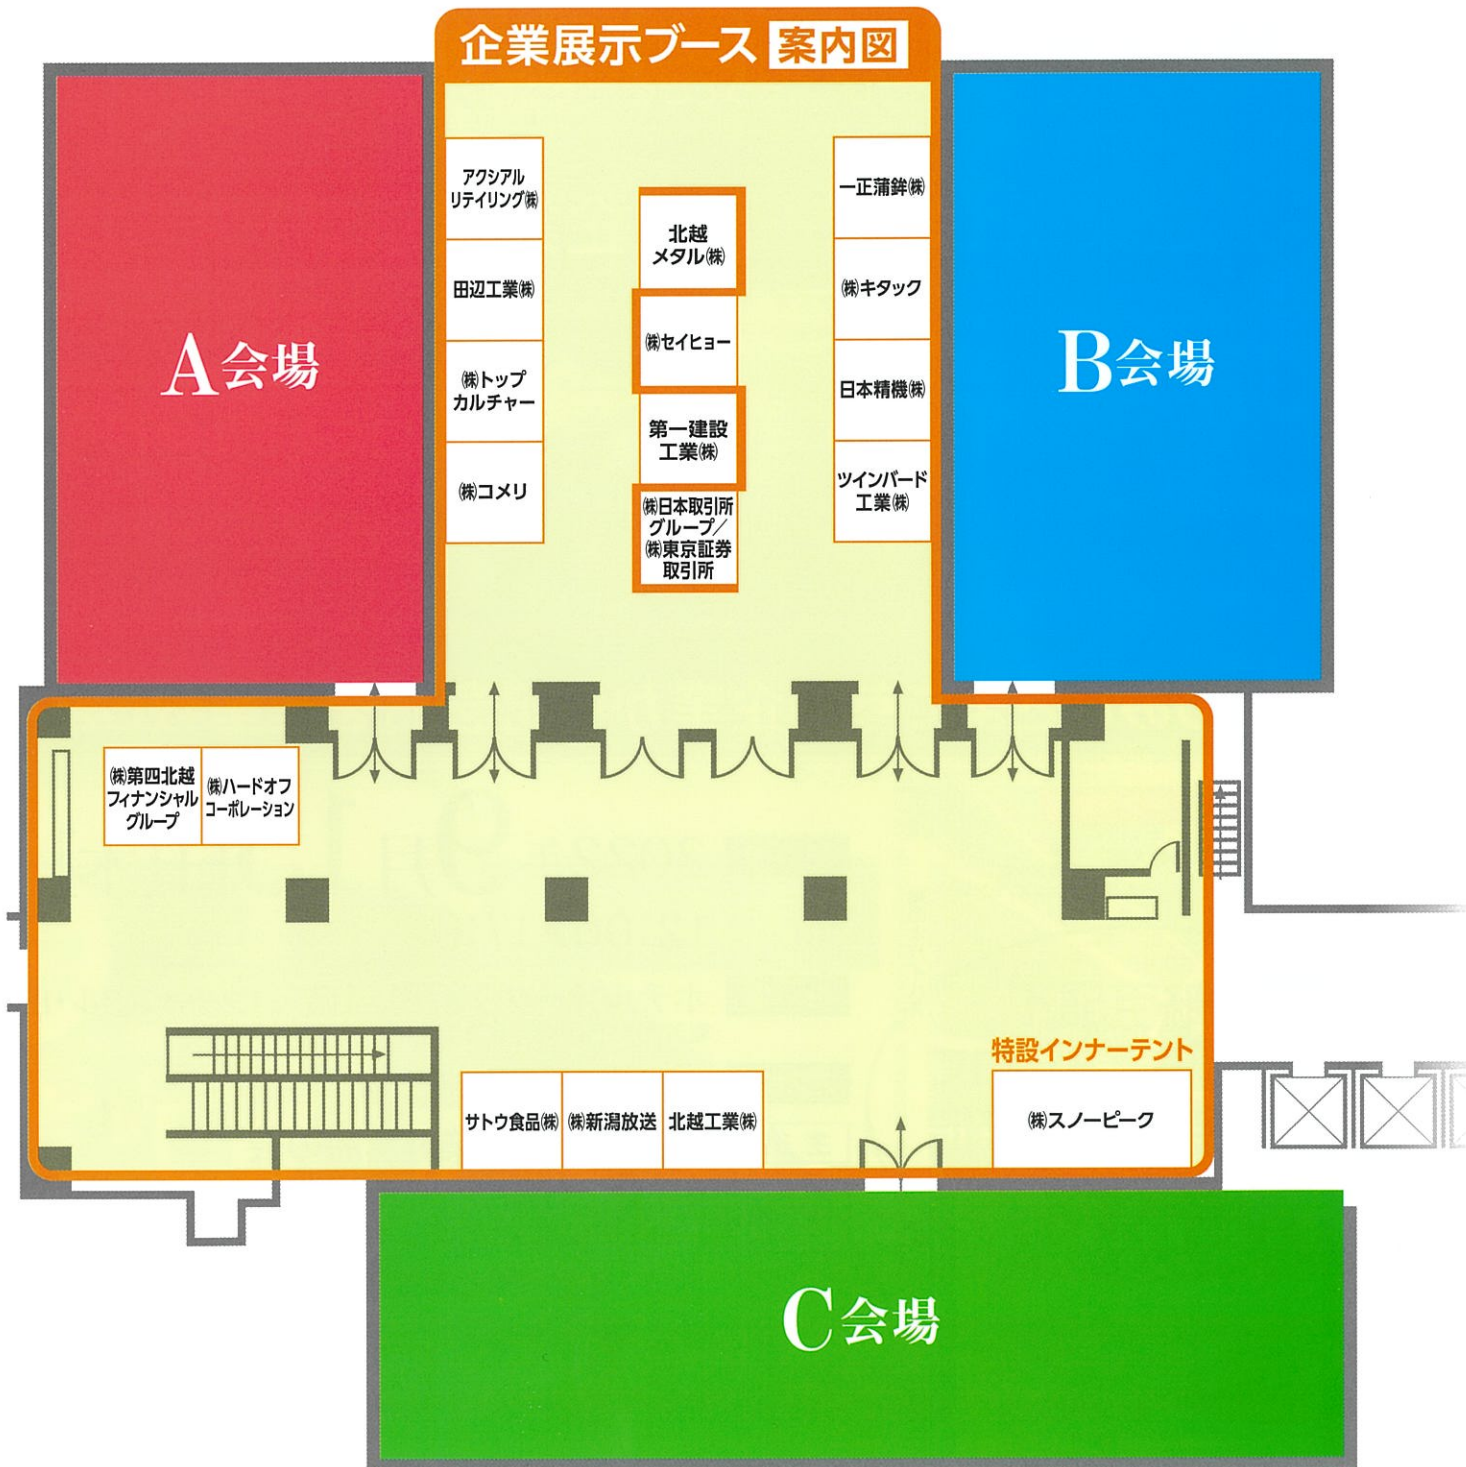 企業展示ブース 案内図
A会場
B会場
アクシアル
リテイリング㈱
田辺工業㈱
㈱トップ
カルチャー
㈱コメリ
北越
メタル㈱
㈱セイヒョー
第一建設
工業㈱
㈱日本取引所
グループ/
㈱東京証券
取引所
一正蒲鉾㈱
㈱キタック
日本精機㈱
ツインバード
工業㈱
㈱第四北越
フィナンシャル
グループ
㈱ハードオフ
コーポレーション
サトウ食品㈱
㈱新潟放送
北越工業㈱
特設インナーテント
㈱スノーピーク
C会場